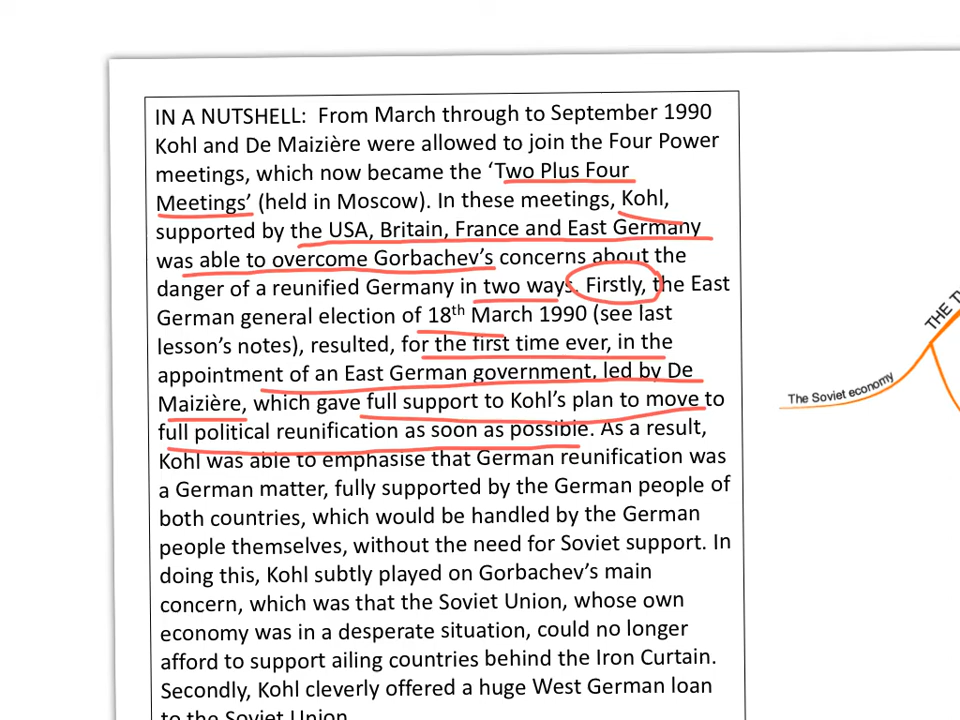 IN A NUTSHELL:  From March through to September 1990
Kohl and De Maizière were allowed to join the Four Power
meetings, which now became the ‘Two Plus Four
Meetings’ (held in Moscow). In these meetings, Kohl,
supported by the USA, Britain, France and East Germany
was able to overcome Gorbachev’s concerns about the
danger of a reunified Germany in two ways. Firstly, the East
German general election of 18th March 1990 (see last
lesson’s notes), resulted, for the first time ever, in the
appointment of an East German government, led by De
Maizière, which gave full support to Kohl’s plan to move to
full political reunification as soon as possible. As a result,
Kohl was able to emphasise that German reunification was
a German matter, fully supported by the German people of
both countries, which would be handled by the German
people themselves, without the need for Soviet support. In
doing this, Kohl subtly played on Gorbachev’s main
concern, which was that the Soviet Union, whose own
economy was in a desperate situation, could no longer
afford to support ailing countries behind the Iron Curtain.
Secondly, Kohl cleverly offered a huge West German loan
to the Soviet Union
The Soviet economy
THE